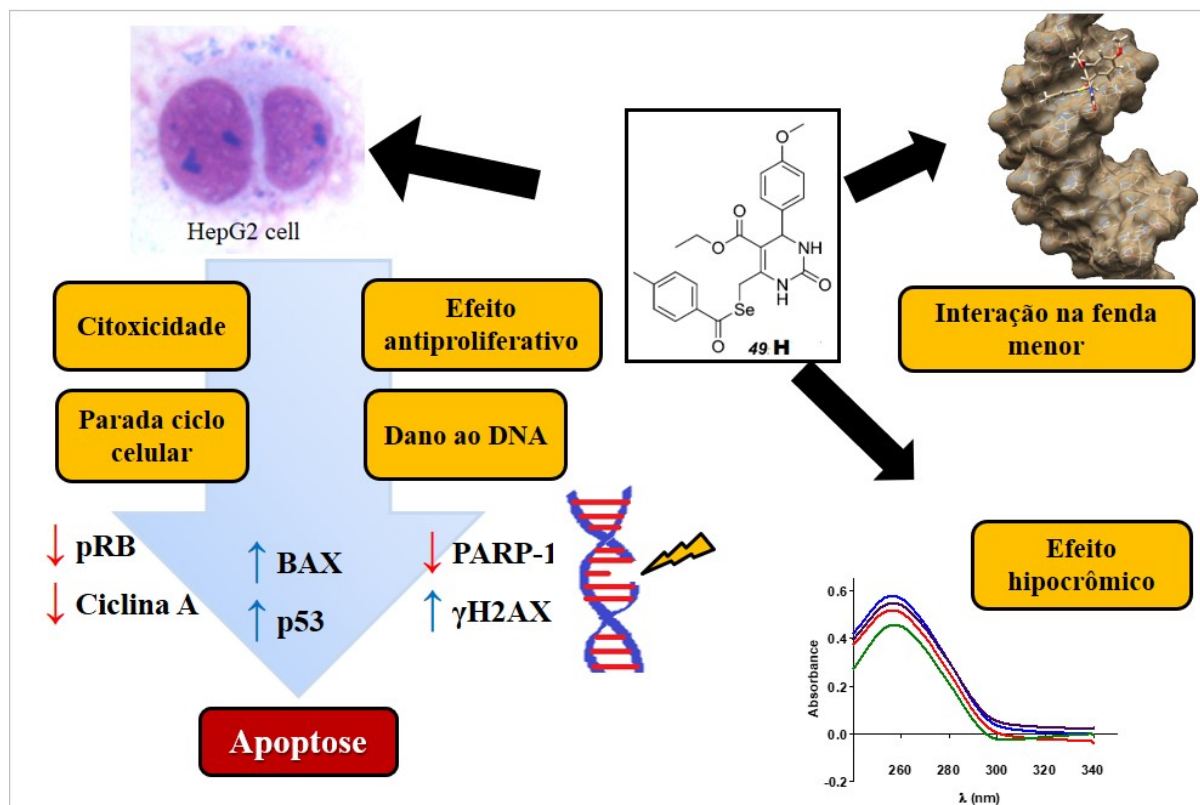 HepG2 cell
Citotoxicidade
Efeito
antiproliferativo
Parada ciclo
celular
Dano ao DNA
↓ pRB
↓ Ciclina A
↑ BAX
↑ p53
↓ PARP-1
↑ γH2AX
Apoptose
O
O
O
NH
NH
O
Se
O
49 H
Interação na fenda
menor
Efeito
hipocrômico
Absorbance
0.6
0.4
0.2
0.0
-0.2
260
280
300
320
340
λ (nm)